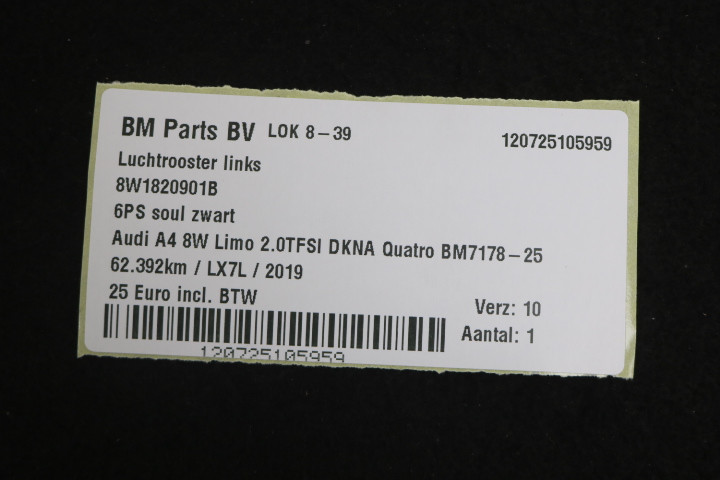 BM Parts BV LOK 8-39 120725105959
Luchtrooster links
8W1820901B
6PS soul zwart
Audi A4 8W Limo 2.0TFSI DKNA Quatro BM7178-25
62.392km / LX7L / 2019
25 Euro incl. BTW
Verz: 10
Aantal: 1
120725105959